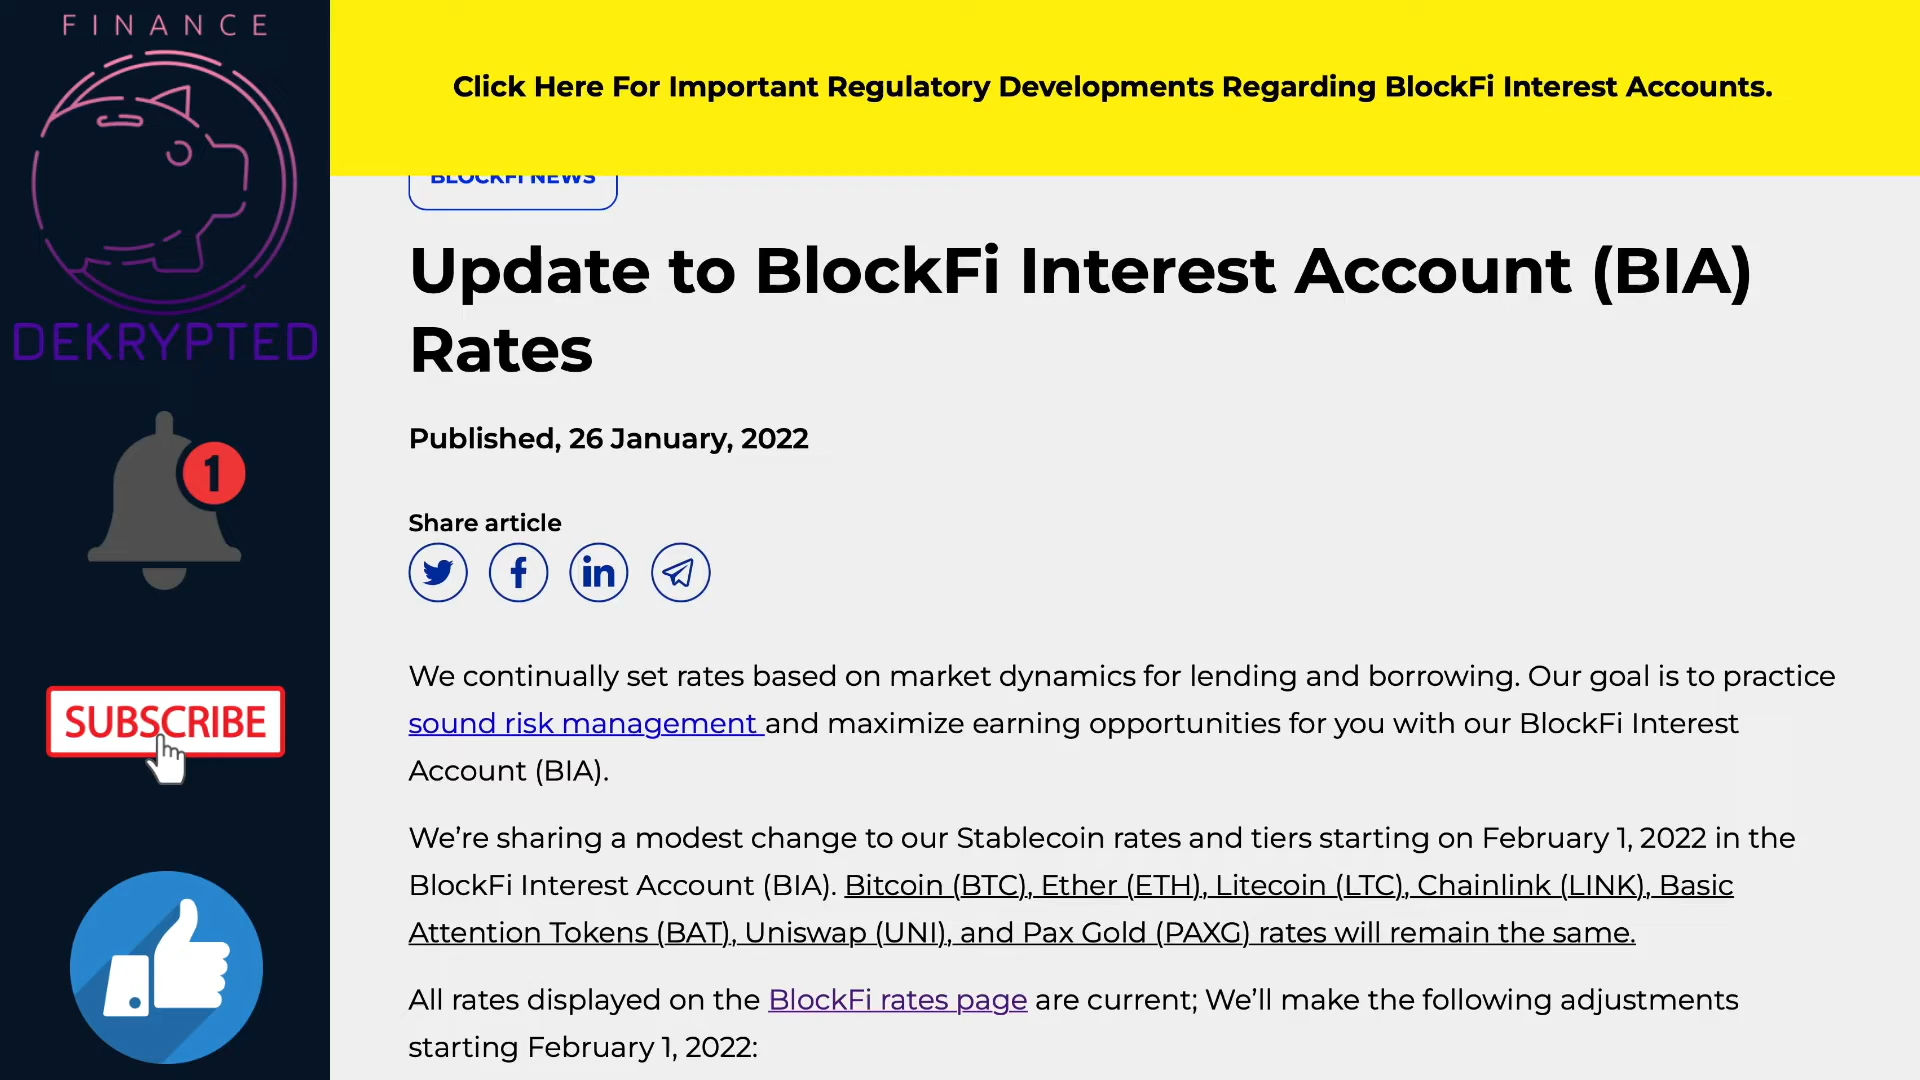 FINANCE
DEKRYPTED
1
SUBSCRIBE
Click Here For Important Regulatory Developments Regarding BlockFi Interest Accounts.
BLOCKFI NEWS
Update to BlockFi Interest Account (BIA)
Rates
Published, 26 January, 2022
Share article
We continually set rates based on market dynamics for lending and borrowing. Our goal is to practice
sound risk management and maximize earning opportunities for you with our BlockFi Interest
Account (BIA).
We’re sharing a modest change to our Stablecoin rates and tiers starting on February 1, 2022 in the
BlockFi Interest Account (BIA). Bitcoin (BTC), Ether (ETH), Litecoin (LTC), Chainlink (LINK), Basic
Attention Tokens (BAT), Uniswap (UNI), and Pax Gold (PAXG) rates will remain the same.
All rates displayed on the BlockFi rates page are current; We’ll make the following adjustments
starting February 1, 2022: